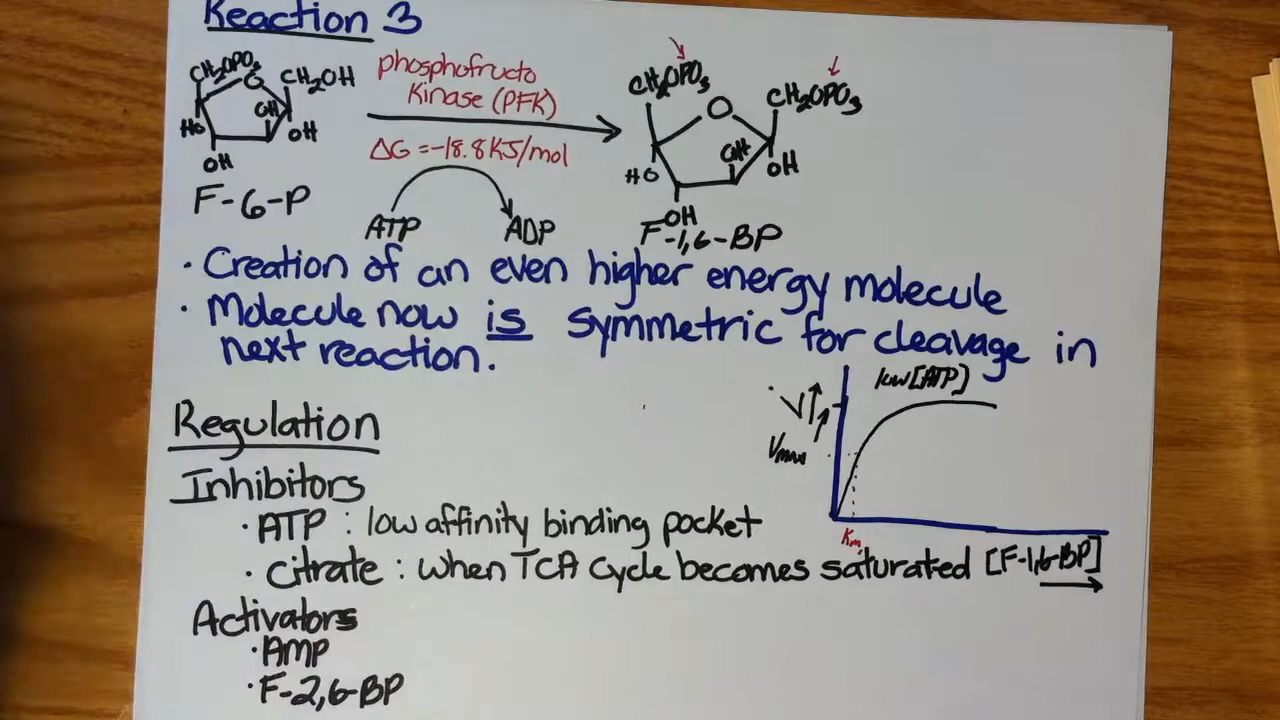 Reaction 3
CH₂OPO₃ O CH₂OH
OH
HO OH
OH
F-6-P
phosphofructo
Kinase (PFK)
ΔG = -18.8KJ/mol
ATP ADP
CH₂OPO₃ O CH₂OPO₃
OH
HO OH
OH
F-1,6-BP
· Creation of an even higher energy molecule
· Molecule now is symmetric for cleavage in
next reaction.
Regulation
Inhibitors
· ATP : low affinity binding pocket
· citrate : when TCA cycle becomes saturated
Activators
· AMP
· F-2,6-BP
low [ATP]
V
Vmax
Km
[F-1,6-BP]